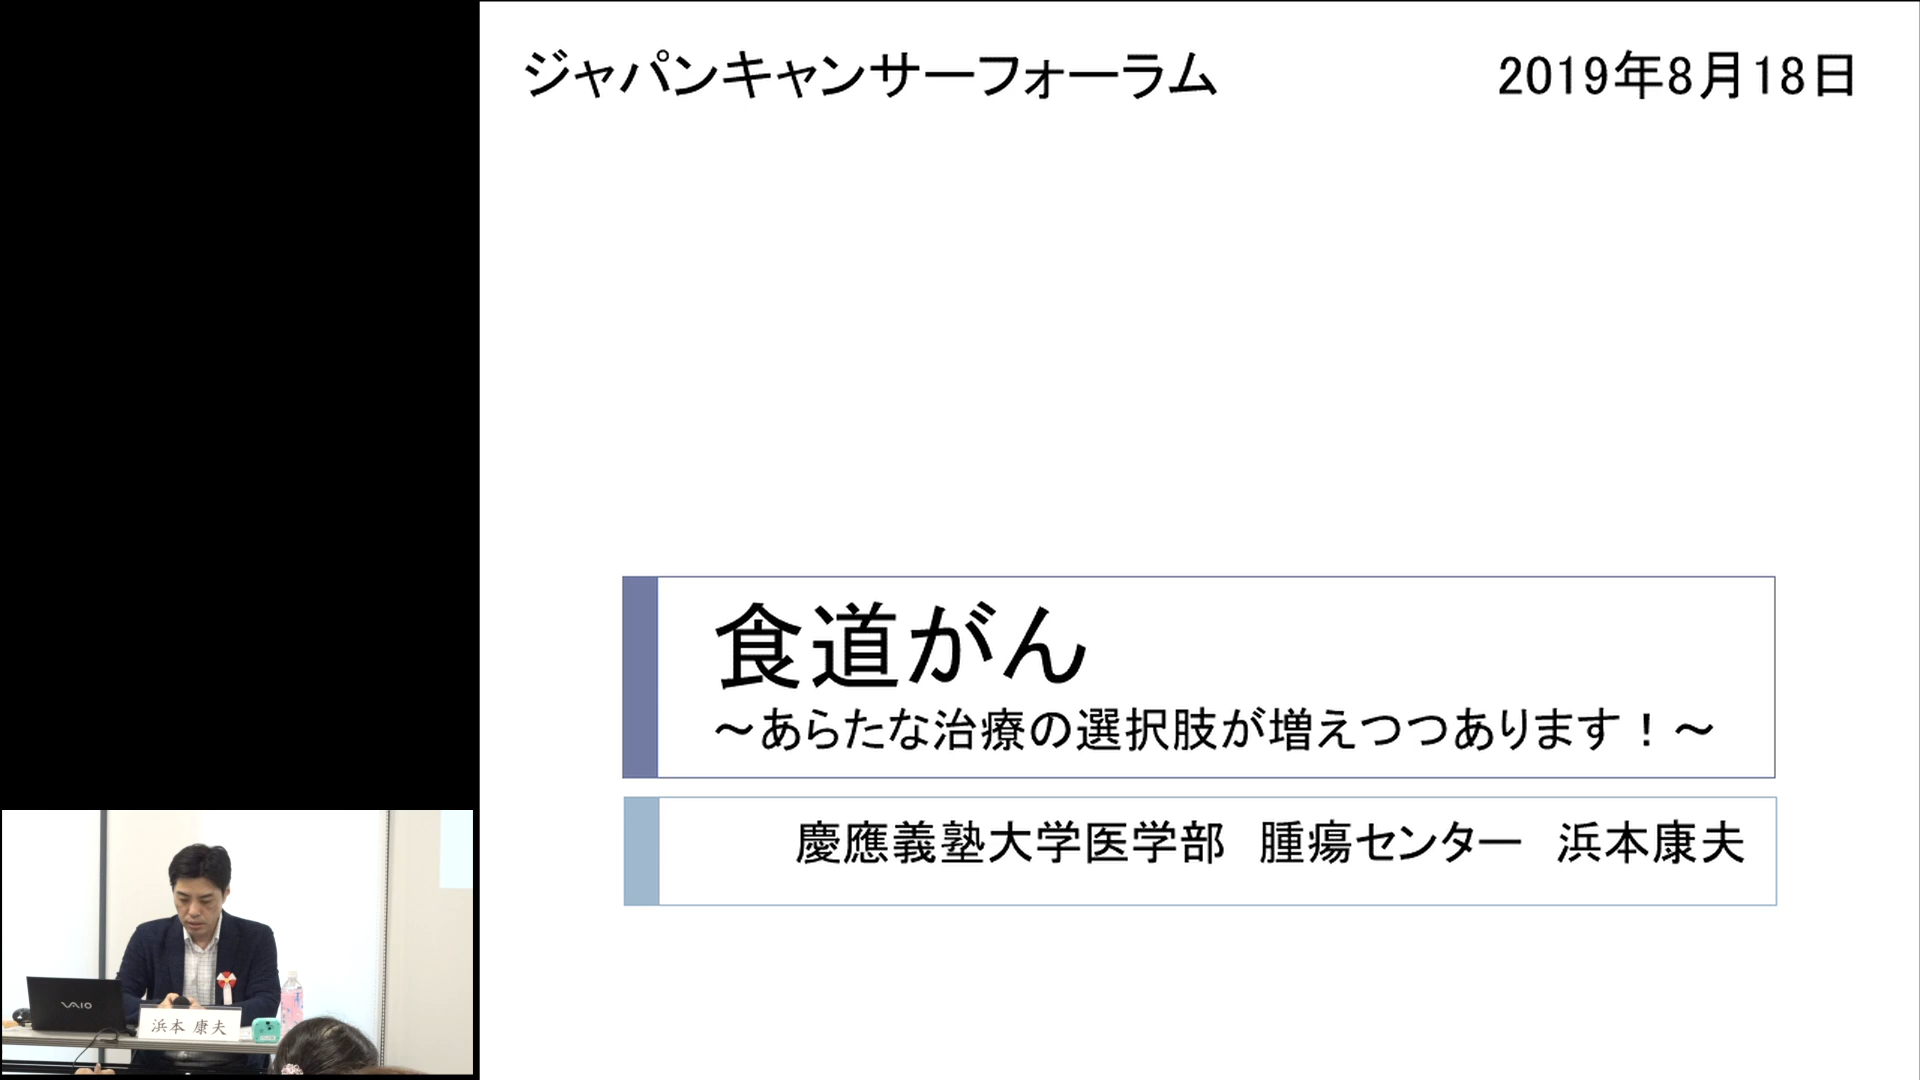 ジャパンキャンサーフォーラム 2019年8月18日
食道がん
～あらたな治療の選択肢が増えつつあります！～
慶應義塾大学医学部 腫瘍センター 浜本康夫
VAIO
浜本 康夫